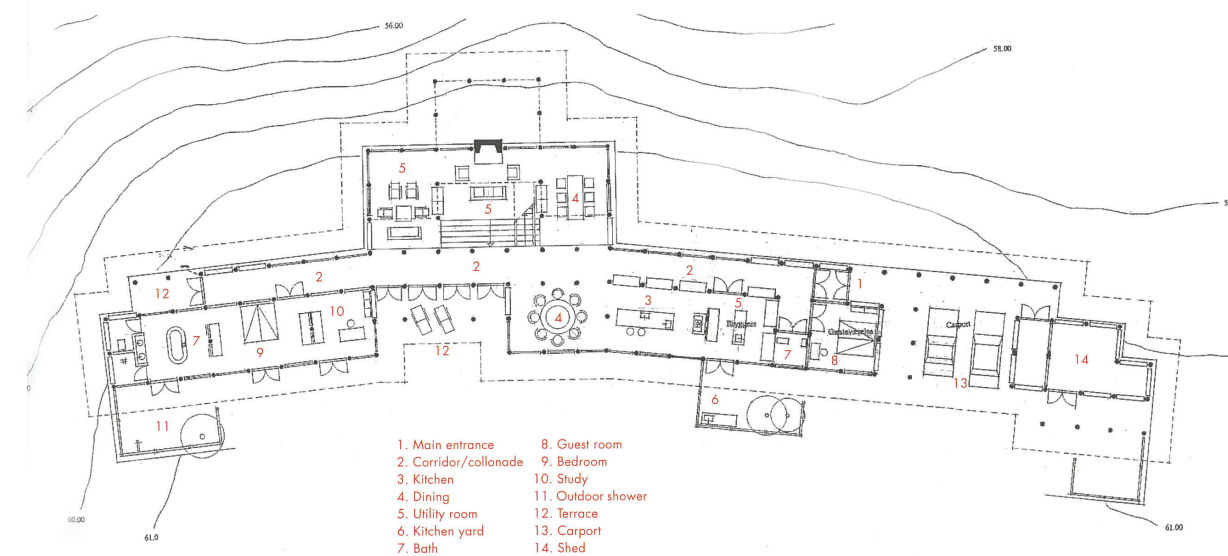 56.00
58.00
5
5
5
4
2
2
2
1
12
10
3
5
4
Bryggers
Gæsteværelse
Carport
7
9
7
8
14
12
13
6
11
60.00
61.0
61.00
1. Main entrance
2. Corridor/collonade
3. Kitchen
4. Dining
5. Utility room
6. Kitchen yard
7. Bath
8. Guest room
9. Bedroom
10. Study
11. Outdoor shower
12. Terrace
13. Carport
14. Shed